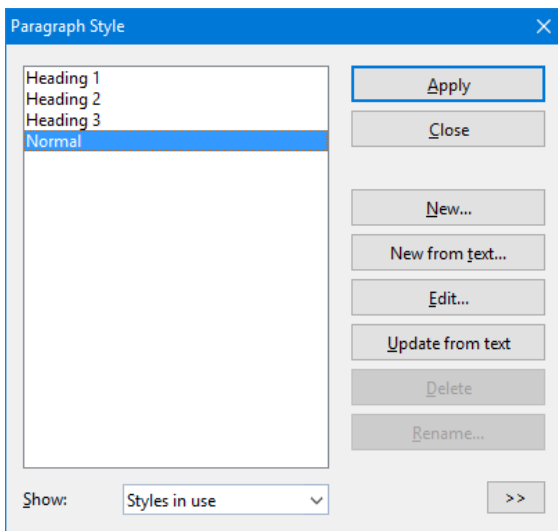 Paragraph Style
Heading 1
Heading 2
Heading 3
Normal
Apply
Close
New...
New from text...
Edit...
Update from text
Delete
Rename...
Show:
Styles in use
>>